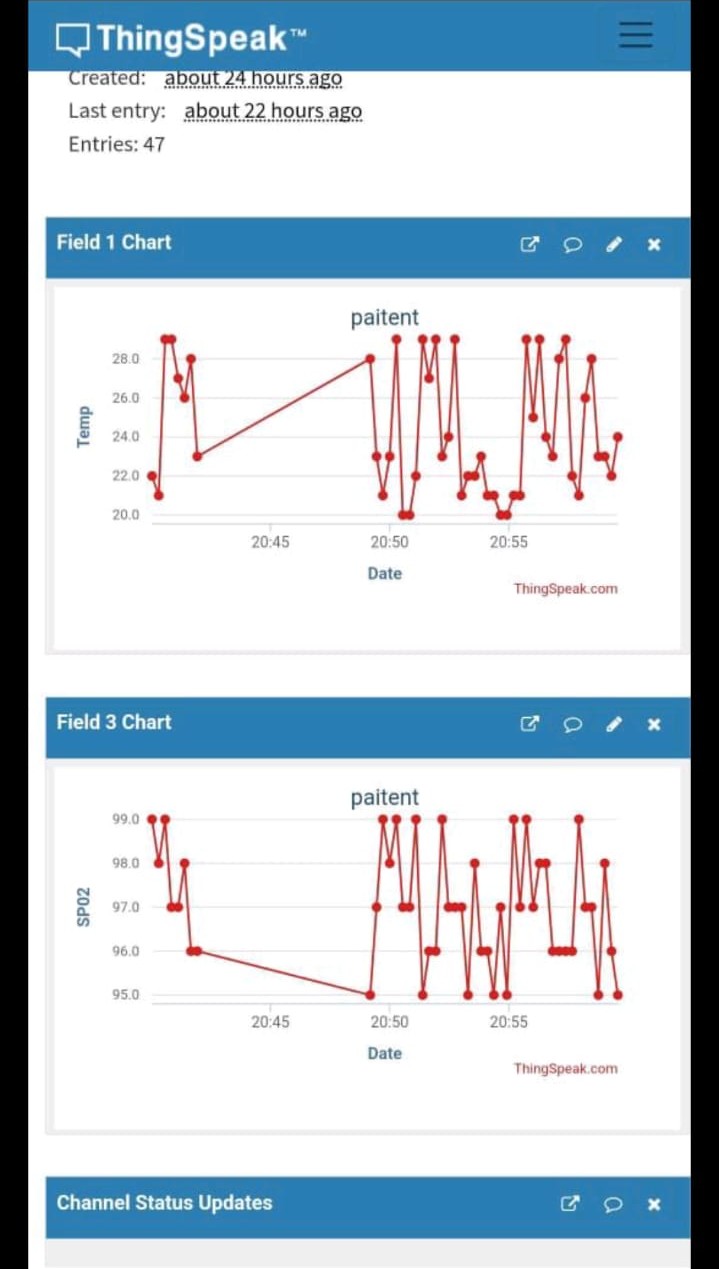 ThingSpeak™
Created: about 24 hours ago
Last entry: about 22 hours ago
Entries: 47
Field 1 Chart
paitent
Temp
28.0
26.0
24.0
22.0
20.0
20:45 20:50 20:55
Date
ThingSpeak.com
Field 3 Chart
paitent
SP02
99.0
98.0
97.0
96.0
95.0
20:45 20:50 20:55
Date
ThingSpeak.com
Channel Status Updates